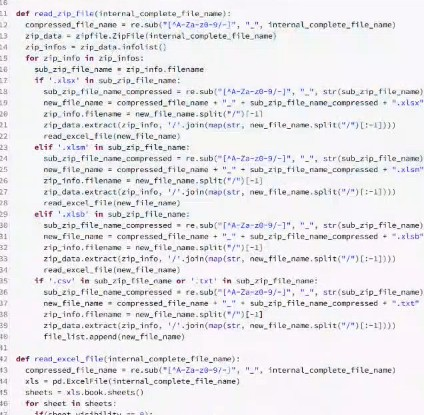 10
11 def read_zip_file(internal_complete_file_name):
12     compressed_file_name = re.sub("[^A-Za-z0-9/-]", "_", internal_complete_file_name)
13     zip_data = zipfile.ZipFile(internal_complete_file_name)
14     zip_infos = zip_data.infolist()
15     for zip_info in zip_infos:
16         sub_zip_file_name = zip_info.filename
17         if '.xlsx' in sub_zip_file_name:
18             sub_zip_file_name_compressed = re.sub("[^A-Za-z0-9/-]", "_", str(sub_zip_file_name)
19             new_file_name = compressed_file_name + "_" + sub_zip_file_name_compressed + ".xlsx"
20             zip_info.filename = new_file_name.split("/")[-1]
21             zip_data.extract(zip_info, '/'.join(map(str, new_file_name.split("/")[:-1])))
22             read_excel_file(new_file_name)
23         elif '.xlsm' in sub_zip_file_name:
24             sub_zip_file_name_compressed = re.sub("[^A-Za-z0-9/-]", "_", str(sub_zip_file_name)
25             new_file_name = compressed_file_name + "_" + sub_zip_file_name_compressed + ".xlsm"
26             zip_info.filename = new_file_name.split("/")[-1]
27             zip_data.extract(zip_info, '/'.join(map(str, new_file_name.split("/")[:-1])))
28             read_excel_file(new_file_name)
29         elif '.xlsb' in sub_zip_file_name:
30             sub_zip_file_name_compressed = re.sub("[^A-Za-z0-9/-]", "_", str(sub_zip_file_name)
31             new_file_name = compressed_file_name + "_" + sub_zip_file_name_compressed + ".xlsb"
32             zip_info.filename = new_file_name.split("/")[-1]
33             zip_data.extract(zip_info, '/'.join(map(str, new_file_name.split("/")[:-1])))
34             read_excel_file(new_file_name)
35         if '.csv' in sub_zip_file_name or '.txt' in sub_zip_file_name:
36             sub_zip_file_name_compressed = re.sub("[^A-Za-z0-9/-]", "_", str(sub_zip_file_name)
37             new_file_name = compressed_file_name + "_" + sub_zip_file_name_compressed + ".txt"
38             zip_info.filename = new_file_name.split("/")[-1]
39             zip_data.extract(zip_info, '/'.join(map(str, new_file_name.split("/")[:-1])))
40             file_list.append(new_file_name)
41
42 def read_excel_file(internal_complete_file_name):
43     compressed_file_name = re.sub("[^A-Za-z0-9/-]", "_", internal_complete_file_name)
44     xls = pd.ExcelFile(internal_complete_file_name)
45     sheets = xls.book.sheets()
46     for sheet in sheets:
47         if(sheet.visibility == 0):